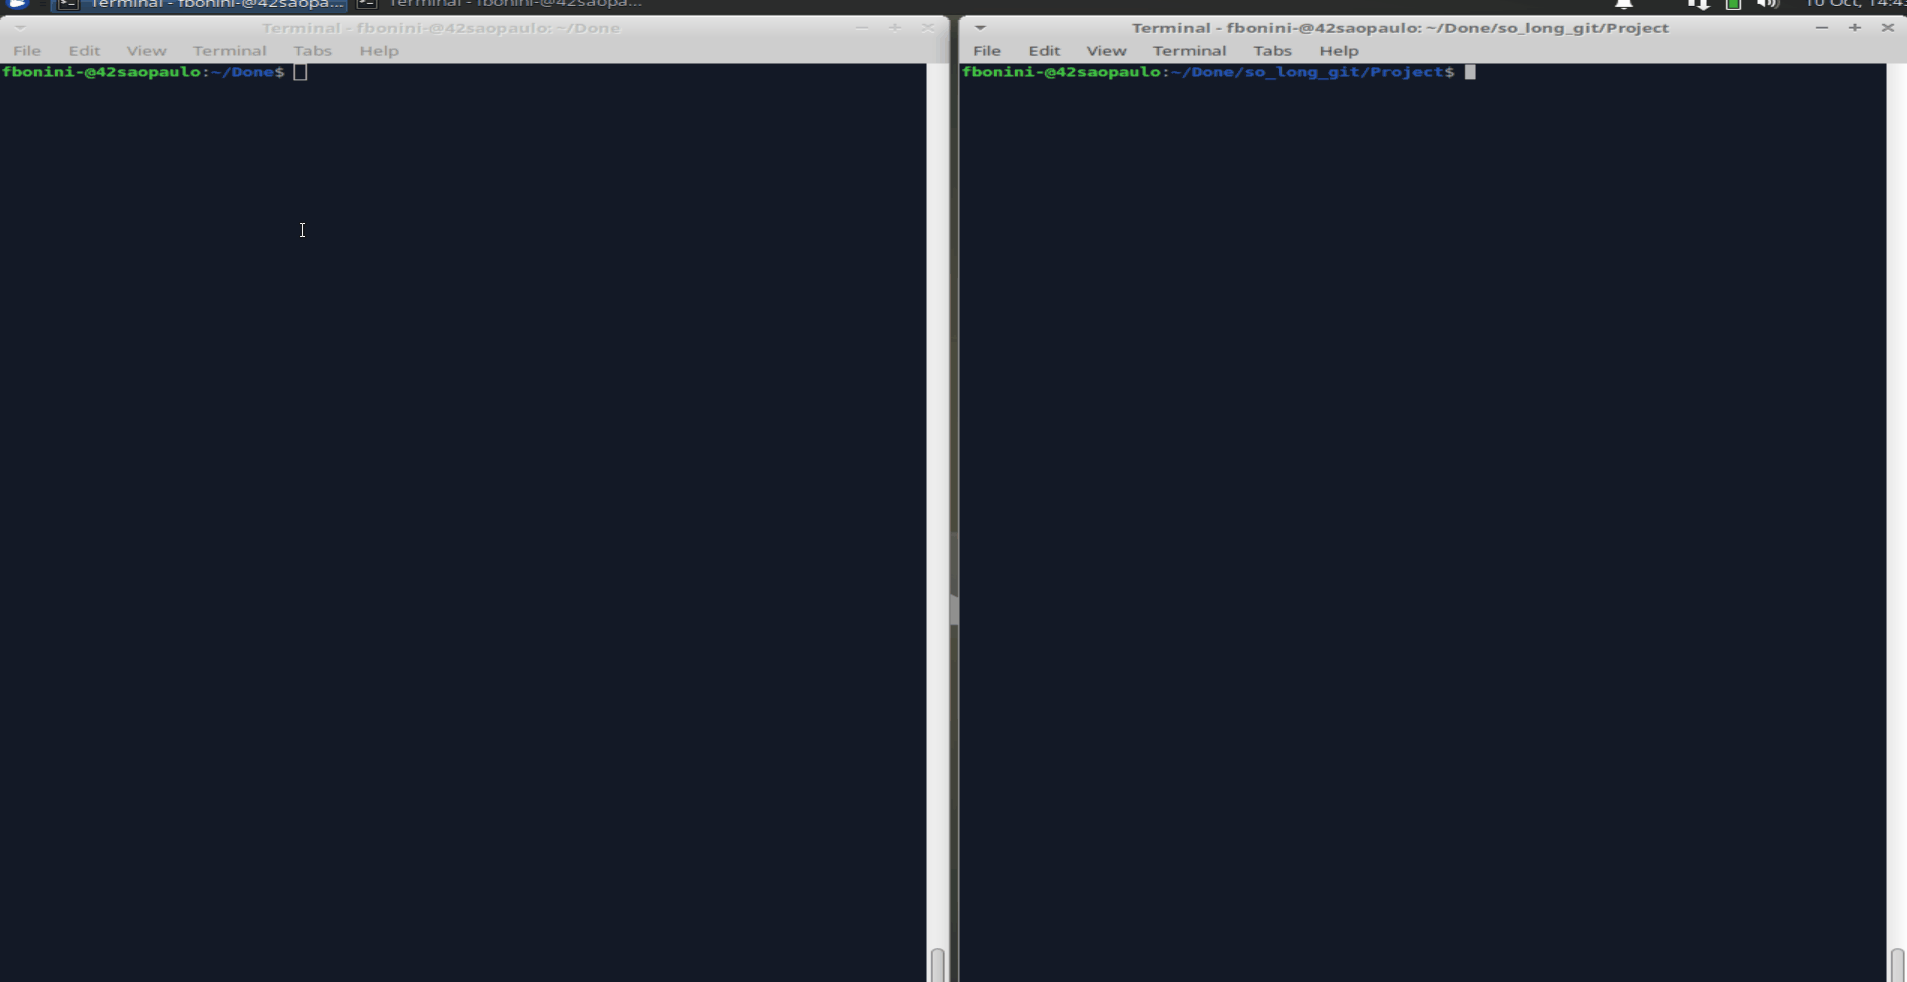 Terminal - fbonini-@42saopa...
Terminal - fbonini-@42saopa...
10 Oct, 14:4
Terminal - fbonini-@42saopaulo: ~/Done
File Edit View Terminal Tabs Help
fbonini-@42saopaulo:~/Done$
Terminal - fbonini-@42saopaulo: ~/Done/so_long_git/Project
File Edit View Terminal Tabs Help
fbonini-@42saopaulo:~/Done/so_long_git/Project$